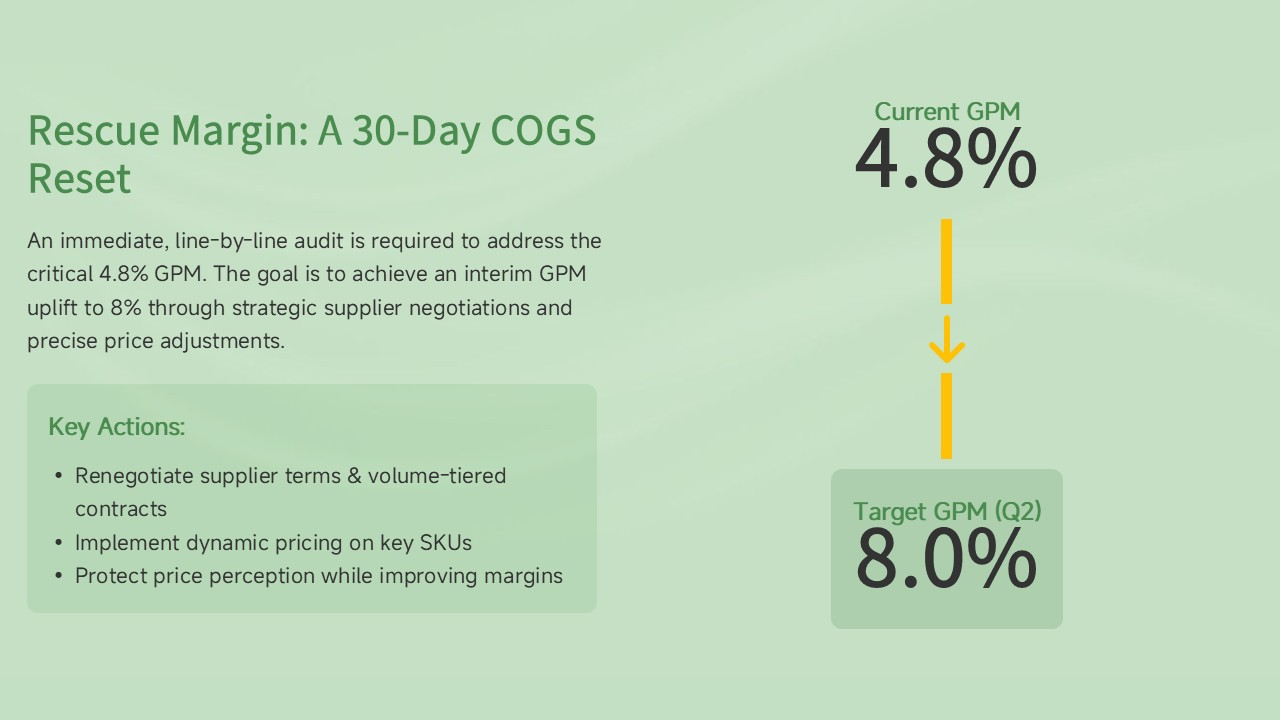 Rescue Margin: A 30-Day COGS
Reset
An immediate, line-by-line audit is required to address the
critical 4.8% GPM. The goal is to achieve an interim GPM
uplift to 8% through strategic supplier negotiations and
precise price adjustments.
Key Actions:
• Renegotiate supplier terms & volume-tiered
contracts
• Implement dynamic pricing on key SKUs
• Protect price perception while improving margins
Current GPM
4.8%
Target GPM (Q2)
8.0%